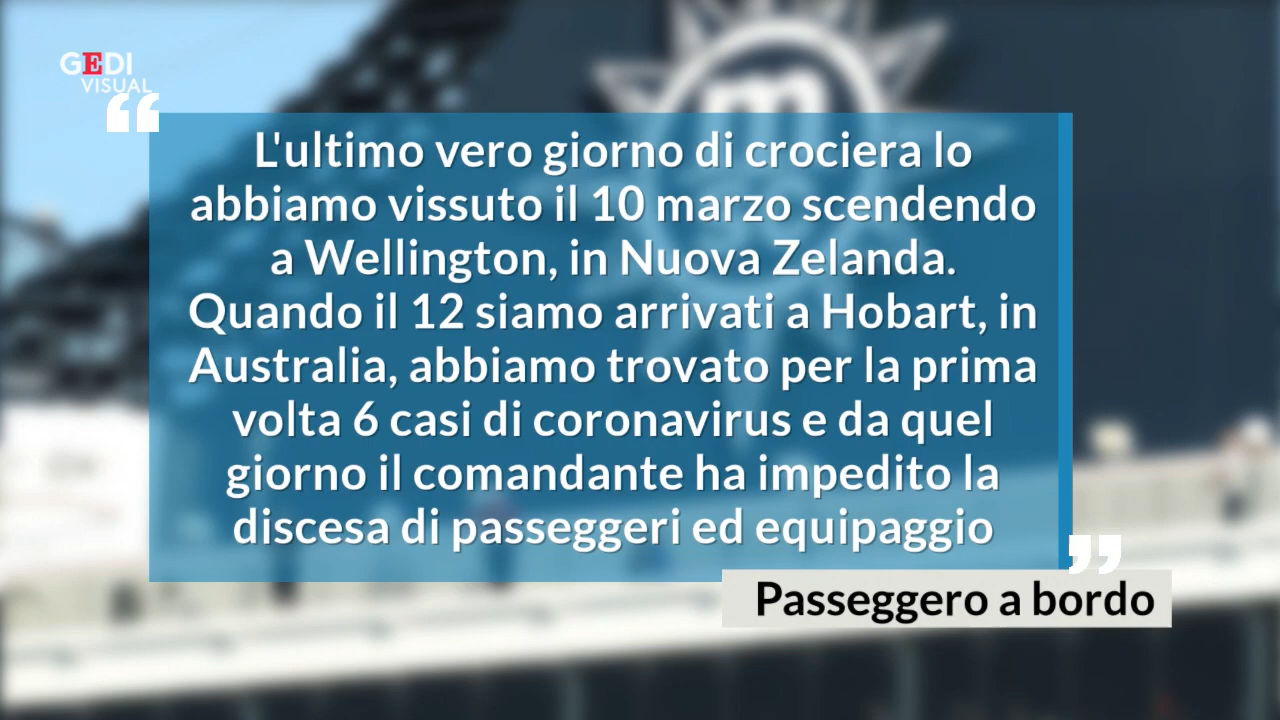 GEDI
VISUAL
“
L'ultimo vero giorno di crociera lo
abbiamo vissuto il 10 marzo scendendo
a Wellington, in Nuova Zelanda.
Quando il 12 siamo arrivati a Hobart, in
Australia, abbiamo trovato per la prima
volta 6 casi di coronavirus e da quel
giorno il comandante ha impedito la
discesa di passeggeri ed equipaggio
”
Passeggero a bordo